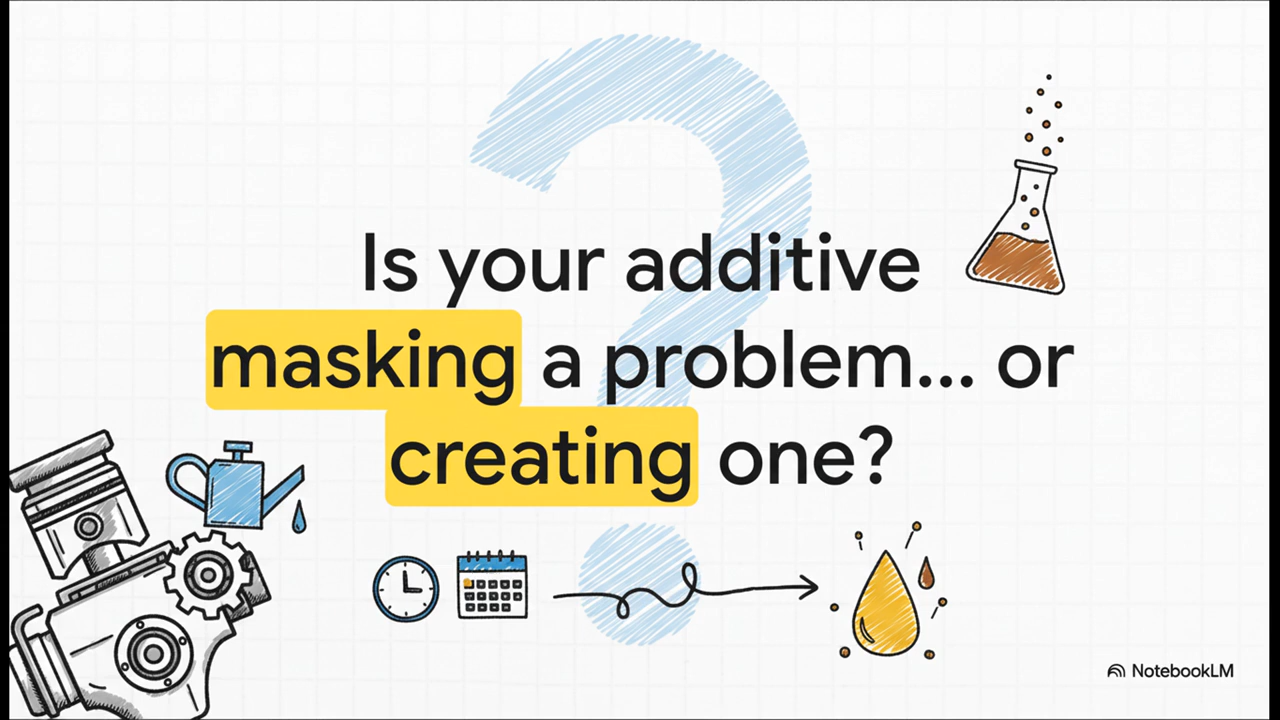 Is your additive
masking a problem... or
creating one?
NotebookLM